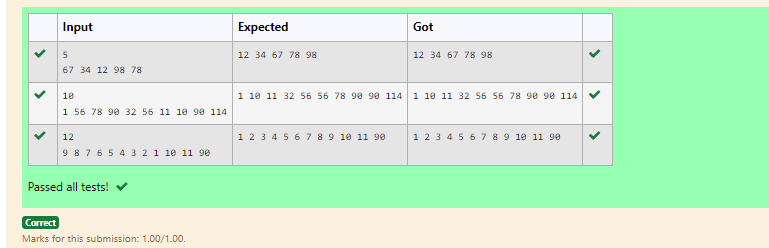 Input Expected Got
5 12 34 67 78 98 12 34 67 78 98
67 34 12 98 78
10 1 10 11 32 56 56 78 90 90 114 1 10 11 32 56 56 78 90 90 114
1 56 78 90 32 56 11 10 90 114
12 1 2 3 4 5 6 7 8 9 10 11 90 1 2 3 4 5 6 7 8 9 10 11 90
9 8 7 6 5 4 3 2 1 10 11 90
Passed all tests!
Correct
Marks for this submission: 1.00/1.00.